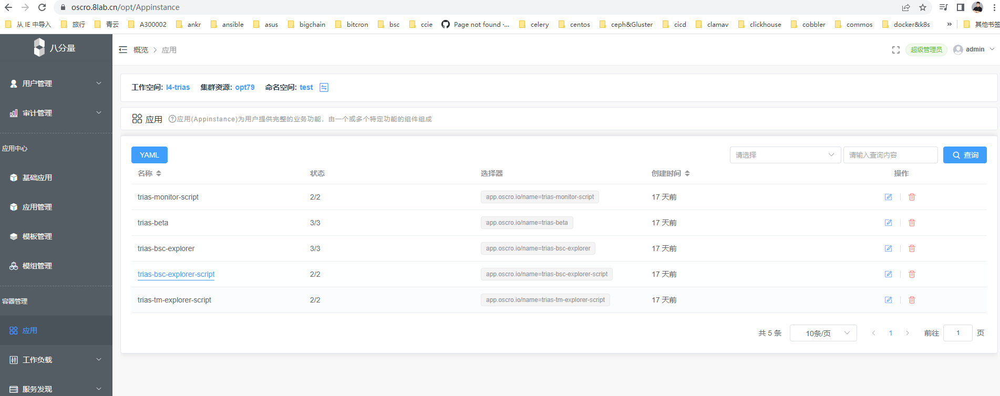 oscro.8lab.cn/opt/Appinstance
从 IE 中导入 旅行 青云 A300002 ankr ansible asus bigchain bitcron bsc ccie Page not found ·... celery centos ceph&Gluster cicd clamav clickhouse cobbler commos docker&k8s » 其他书签
八分量
概览 > 应用
超级管理员 admin
用户管理
审计管理
应用中心
基础应用
应用管理
模板管理
模组管理
容器管理
应用
工作负载
服务发现
工作空间: l4-trias 集群资源: opt79 命名空间: test
应用 应用(Appinstance)为用户提供完整的业务功能，由一个或多个特定功能的组件组成
YAML 请选择 请输入查询内容 查询
名称 状态 选择器 创建时间 操作
trias-monitor-script 2/2 app.oscro.io/name=trias-monitor-script 17 天前
trias-beta 3/3 app.oscro.io/name=trias-beta 17 天前
trias-bsc-explorer 3/3 app.oscro.io/name=trias-bsc-explorer 17 天前
trias-bsc-explorer-script 2/2 app.oscro.io/name=trias-bsc-explorer-script 17 天前
trias-tm-explorer-script 2/2 app.oscro.io/name=trias-tm-explorer-script 17 天前
共 5 条 10条/页 < 1 > 前往 1 页